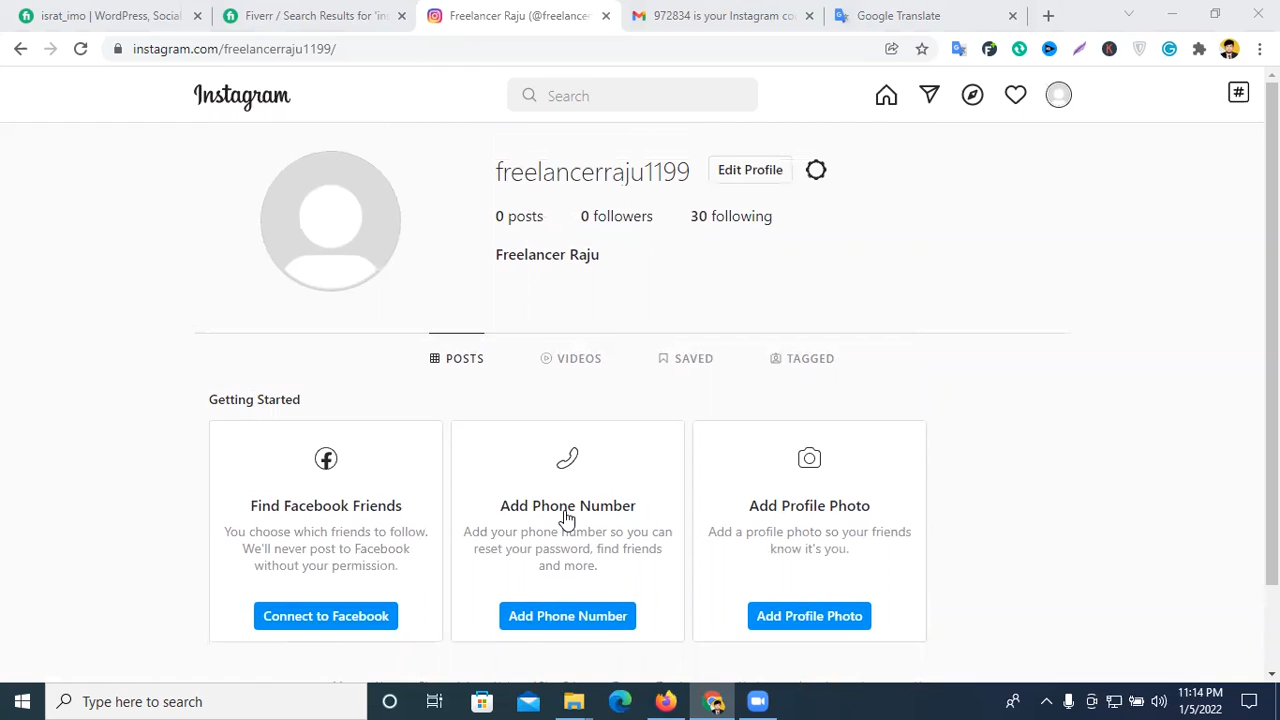 israt_imo | WordPress, Social
Fiverr / Search Results for 'ins
Freelancer Raju (@freelancer
972834 is your Instagram co
Google Translate
instagram.com/freelancerraju1199/
Instagram
Search
freelancerraju1199
Edit Profile
0 posts
0 followers
30 following
Freelancer Raju
POSTS
VIDEOS
SAVED
TAGGED
Getting Started
Find Facebook Friends
You choose which friends to follow.
We'll never post to Facebook
without your permission.
Connect to Facebook
Add Phone Number
Add your phone number so you can
reset your password, find friends
and more.
Add Phone Number
Add Profile Photo
Add a profile photo so your friends
know it's you.
Add Profile Photo
Type here to search
11:14 PM
1/5/2022